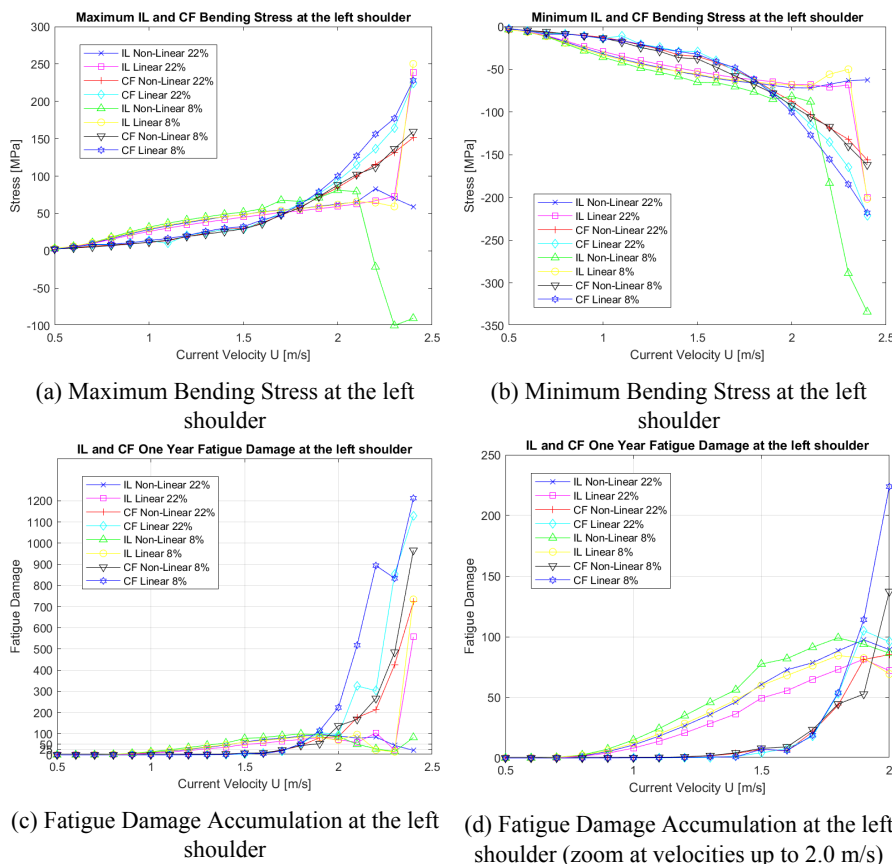 Maximum IL and CF Bending Stress at the left shoulder
300
250
200
150
100
50
0
-50
-100
Stress [MPa]
IL Non-Linear 22%
IL Linear 22%
CF Non-Linear 22%
CF Linear 22%
IL Non-Linear 8%
IL Linear 8%
CF Non-Linear 8%
CF Linear 8%
0.5 1 1.5 2 2.5
Current Velocity U [m/s]
(a) Maximum Bending Stress at the left
shoulder
Minimum IL and CF Bending Stress at the left shoulder
0
-50
-100
-150
-200
-250
-300
-350
Stress [MPa]
IL Non-Linear 22%
IL Linear 22%
CF Non-Linear 22%
CF Linear 22%
IL Non-Linear 8%
IL Linear 8%
CF Non-Linear 8%
CF Linear 8%
0.5 1 1.5 2 2.5
Current Velocity U [m/s]
(b) Minimum Bending Stress at the left
shoulder
IL and CF One Year Fatigue Damage at the left shoulder
1200
1100
1000
900
800
700
600
500
400
300
200
100
50
25
0
Fatigue Damage
IL Non-Linear 22%
IL Linear 22%
CF Non-Linear 22%
CF Linear 22%
IL Non-Linear 8%
IL Linear 8%
CF Non-Linear 8%
CF Linear 8%
0.5 1 1.5 2 2.5
Current Velocity U [m/s]
(c) Fatigue Damage Accumulation at the left
shoulder
IL and CF One Year Fatigue Damage at the left shoulder
250
200
150
100
50
0
Fatigue Damage
IL Non-Linear 22%
IL Linear 22%
CF Non-Linear 22%
CF Linear 22%
IL Non-Linear 8%
IL Linear 8%
CF Non-Linear 8%
CF Linear 8%
0.5 1 1.5 2
Current Velocity U [m/s]
(d) Fatigue Damage Accumulation at the left
shoulder (zoom at velocities up to 2.0 m/s)